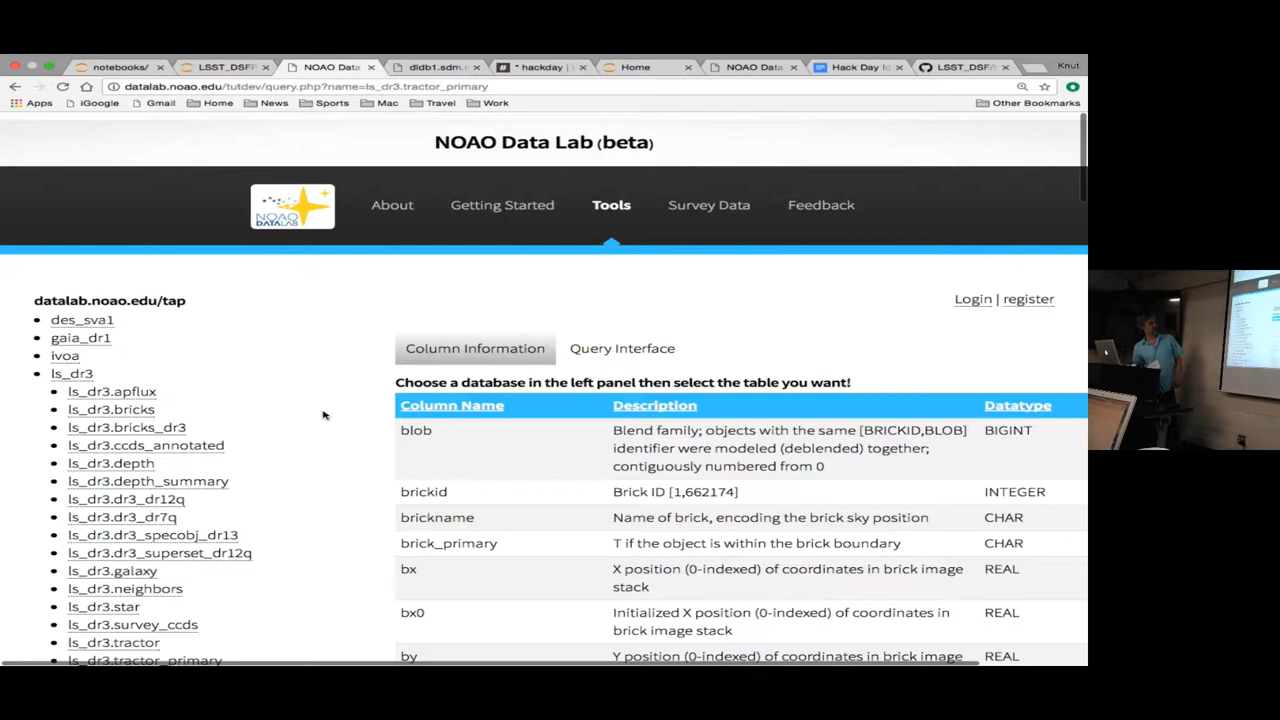 notebooks/
LSST_DSFP
NOAO Data
dldb1.sdm.
* hackday |
Home
NOAO Data
Hack Day Ic
LSST_DSF/
Knut
datalab.noao.edu/tutdev/query.php?name=ls_dr3.tractor_primary
Apps
iGoogle
Gmail
Home
News
Sports
Mac
Travel
Work
Other Bookmarks
NOAO Data Lab (beta)
NOAO
DATALAB
About
Getting Started
Tools
Survey Data
Feedback
datalab.noao.edu/tap
Login | register
des_sva1
gaia_dr1
ivoa
ls_dr3
ls_dr3.apflux
ls_dr3.bricks
ls_dr3.bricks_dr3
ls_dr3.ccds_annotated
ls_dr3.depth
ls_dr3.depth_summary
ls_dr3.dr3_dr12q
ls_dr3.dr3_dr7q
ls_dr3.dr3_specobj_dr13
ls_dr3.dr3_superset_dr12q
ls_dr3.galaxy
ls_dr3.neighbors
ls_dr3.star
ls_dr3.survey_ccds
ls_dr3.tractor
ls_dr3.tractor_primary
Column Information
Query Interface
Choose a database in the left panel then select the table you want!
Column Name Description Datatype
blob Blend family; objects with the same [BRICKID,BLOB] BIGINT
identifier were modeled (deblended) together;
contiguously numbered from 0
brickid Brick ID [1,662174] INTEGER
brickname Name of brick, encoding the brick sky position CHAR
brick_primary T if the object is within the brick boundary CHAR
bx X position (0-indexed) of coordinates in brick image REAL
stack
bx0 Initialized X position (0-indexed) of coordinates in REAL
brick image stack
by Y position (0-indexed) of coordinates in brick image REAL